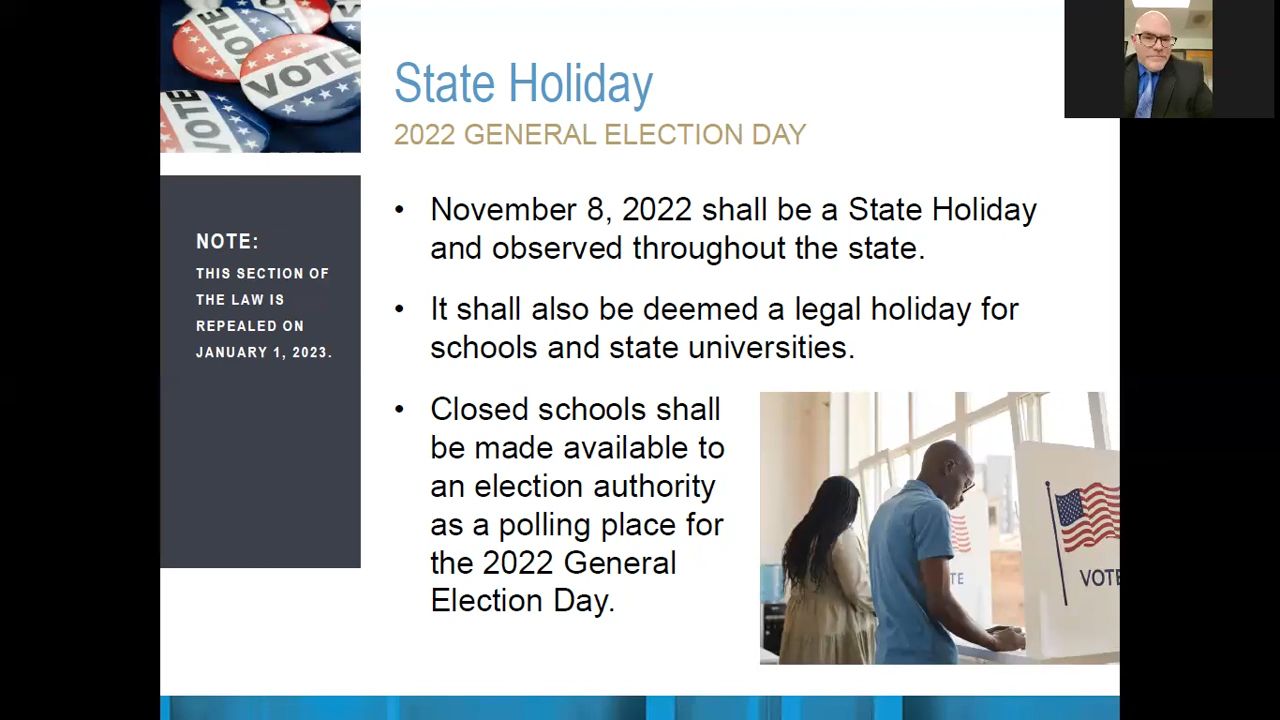 VOTE
VOTE
VOTE
State Holiday
2022 GENERAL ELECTION DAY
NOTE:
THIS SECTION OF
THE LAW IS
REPEALED ON
JANUARY 1, 2023.
• November 8, 2022 shall be a State Holiday
and observed throughout the state.
• It shall also be deemed a legal holiday for
schools and state universities.
• Closed schools shall
be made available to
an election authority
as a polling place for
the 2022 General
Election Day.
TE
VOTE